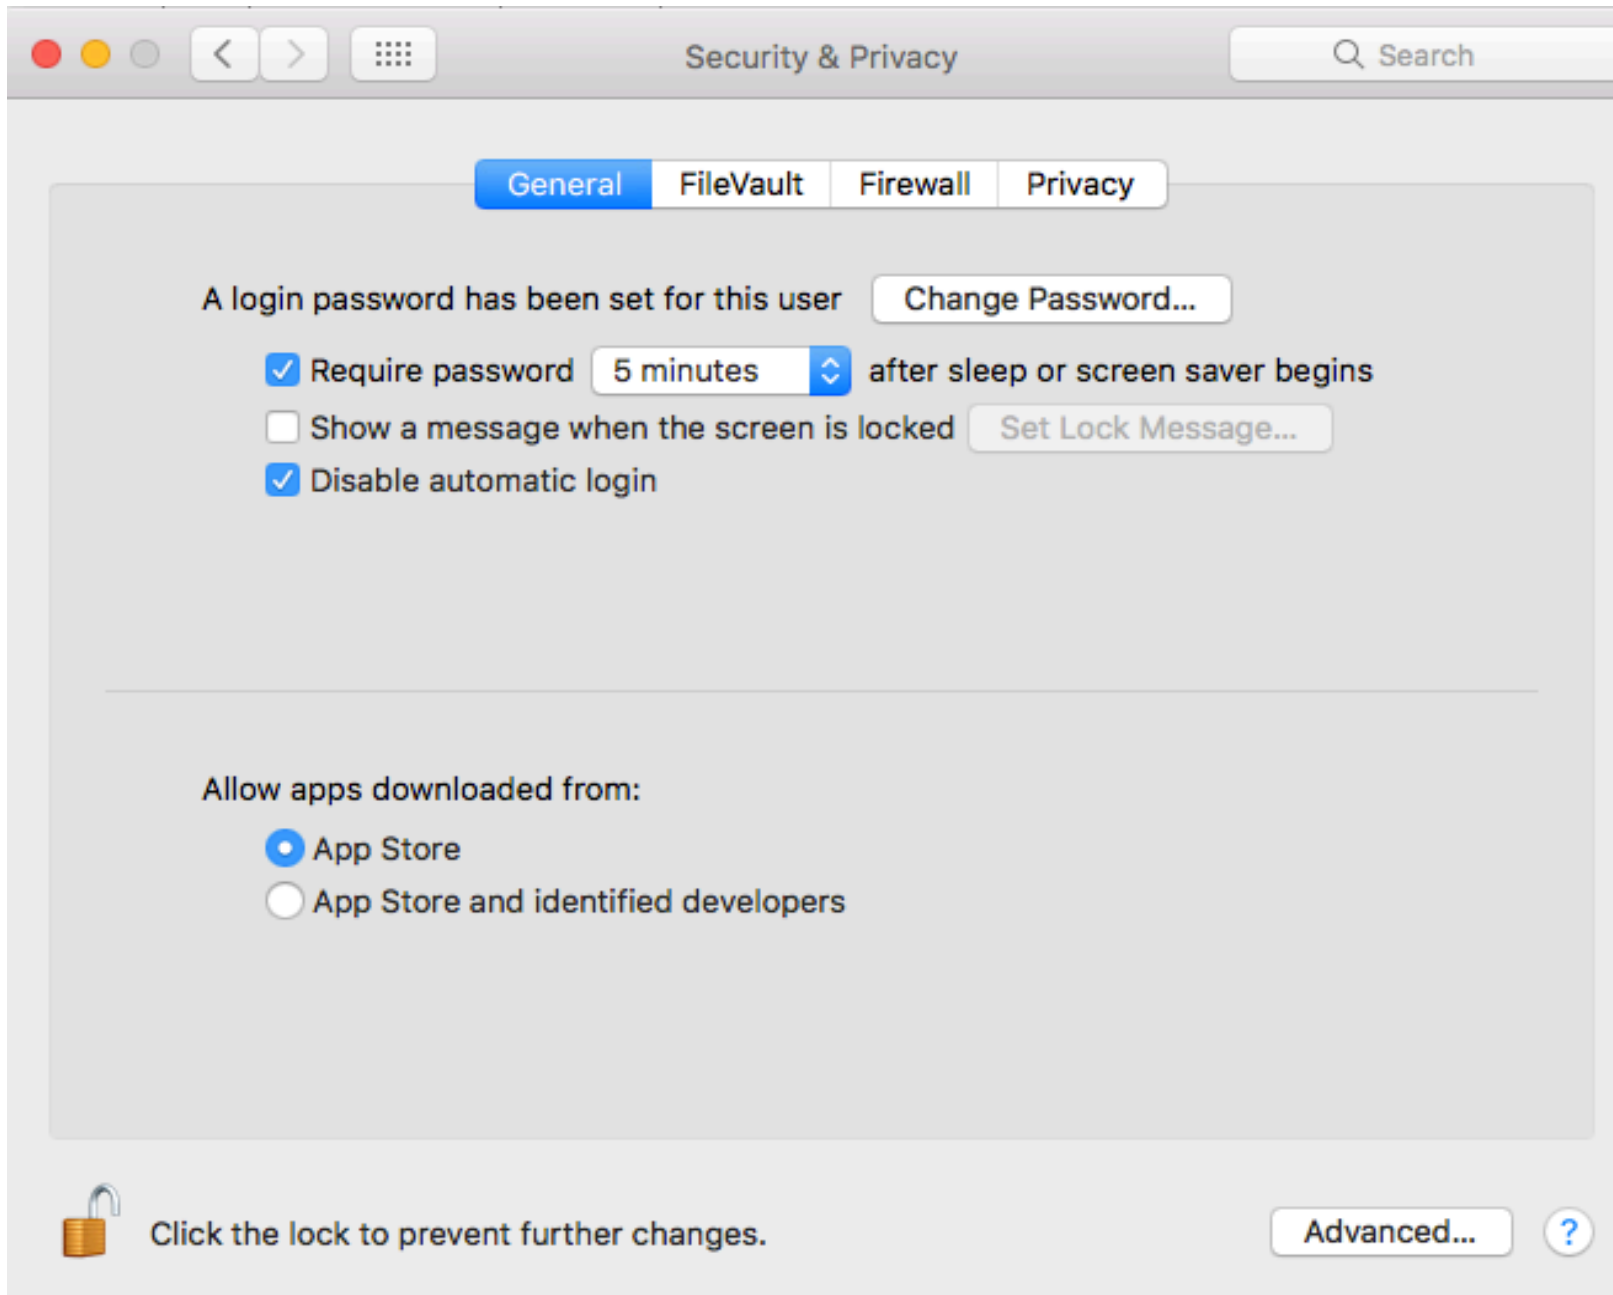 Security & Privacy
Search
General FileVault Firewall Privacy
A login password has been set for this user Change Password...
Require password 5 minutes after sleep or screen saver begins
Show a message when the screen is locked Set Lock Message...
Disable automatic login
Allow apps downloaded from:
App Store
App Store and identified developers
Click the lock to prevent further changes.
Advanced... ?